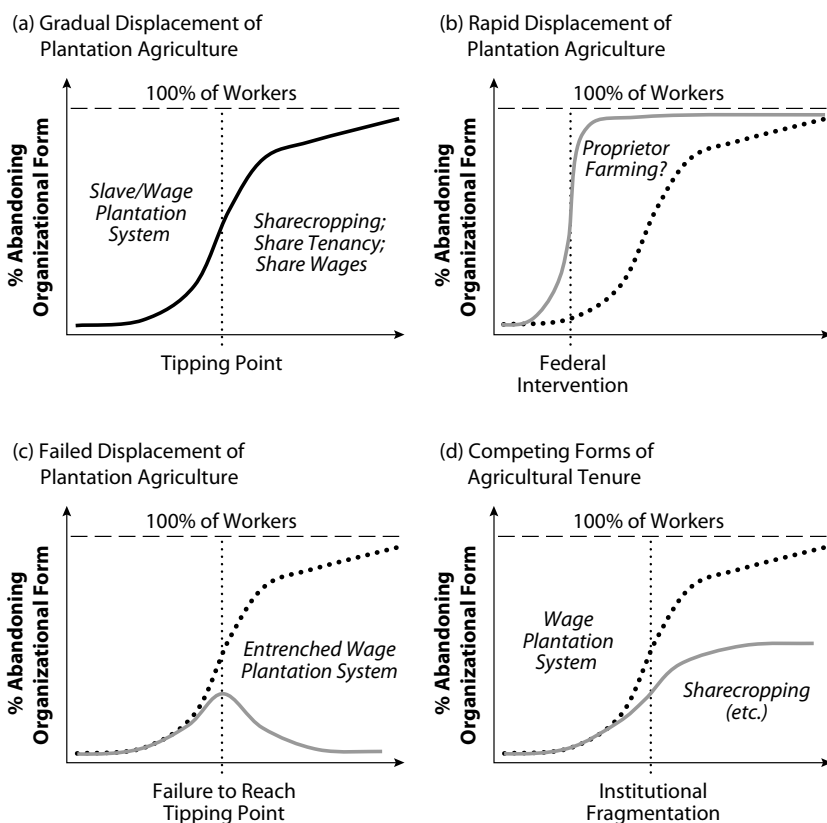 (a) Gradual Displacement of
Plantation Agriculture
100% of Workers
% Abandoning
Organizational Form
Slave/Wage
Plantation
System
Sharecropping;
Share Tenancy;
Share Wages
Tipping Point
(b) Rapid Displacement of
Plantation Agriculture
100% of Workers
% Abandoning
Organizational Form
Proprietor
Farming?
Federal
Intervention
(c) Failed Displacement of
Plantation Agriculture
100% of Workers
% Abandoning
Organizational Form
Entrenched Wage
Plantation System
Failure to Reach
Tipping Point
(d) Competing Forms of
Agricultural Tenure
100% of Workers
% Abandoning
Organizational Form
Wage
Plantation
System
Sharecropping
(etc.)
Institutional
Fragmentation